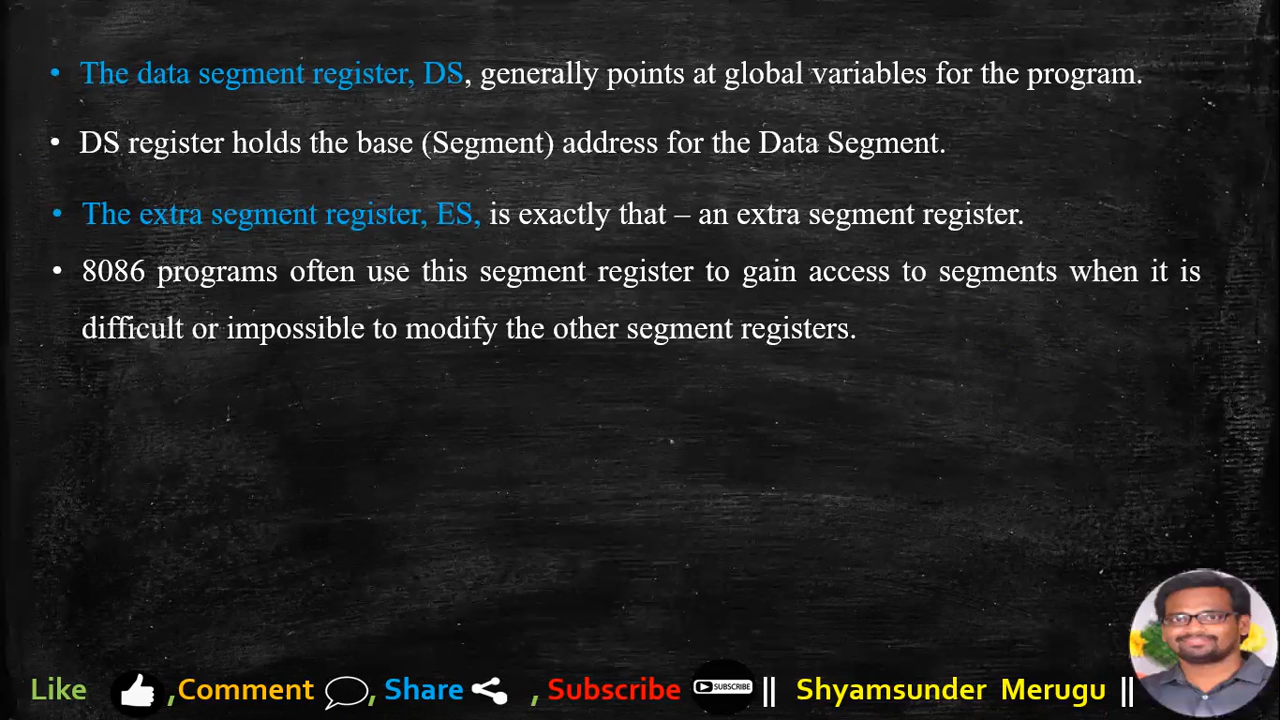 • The data segment register, DS, generally points at global variables for the program.
• DS register holds the base (Segment) address for the Data Segment.
• The extra segment register, ES, is exactly that – an extra segment register.
• 8086 programs often use this segment register to gain access to segments when it is
difficult or impossible to modify the other segment registers.
Like , Comment , Share , Subscribe SUBSCRIBE || Shyamsunder Merugu ||